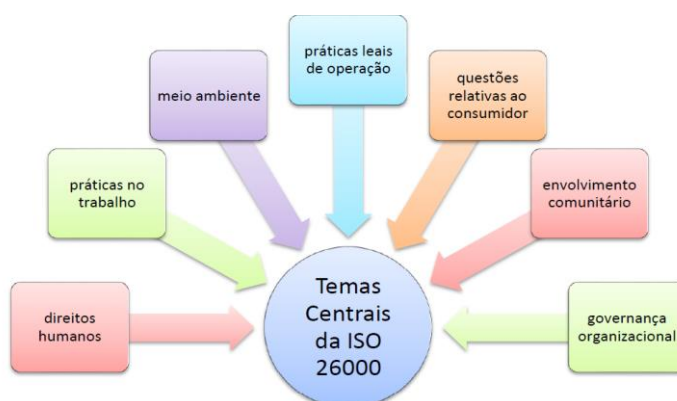 práticas leais
de operação
meio ambiente
questões
relativas ao
consumidor
práticas no
trabalho
envolvimento
comunitário
direitos
humanos
Temas
Centrais
da ISO
26000
governança
organizacional